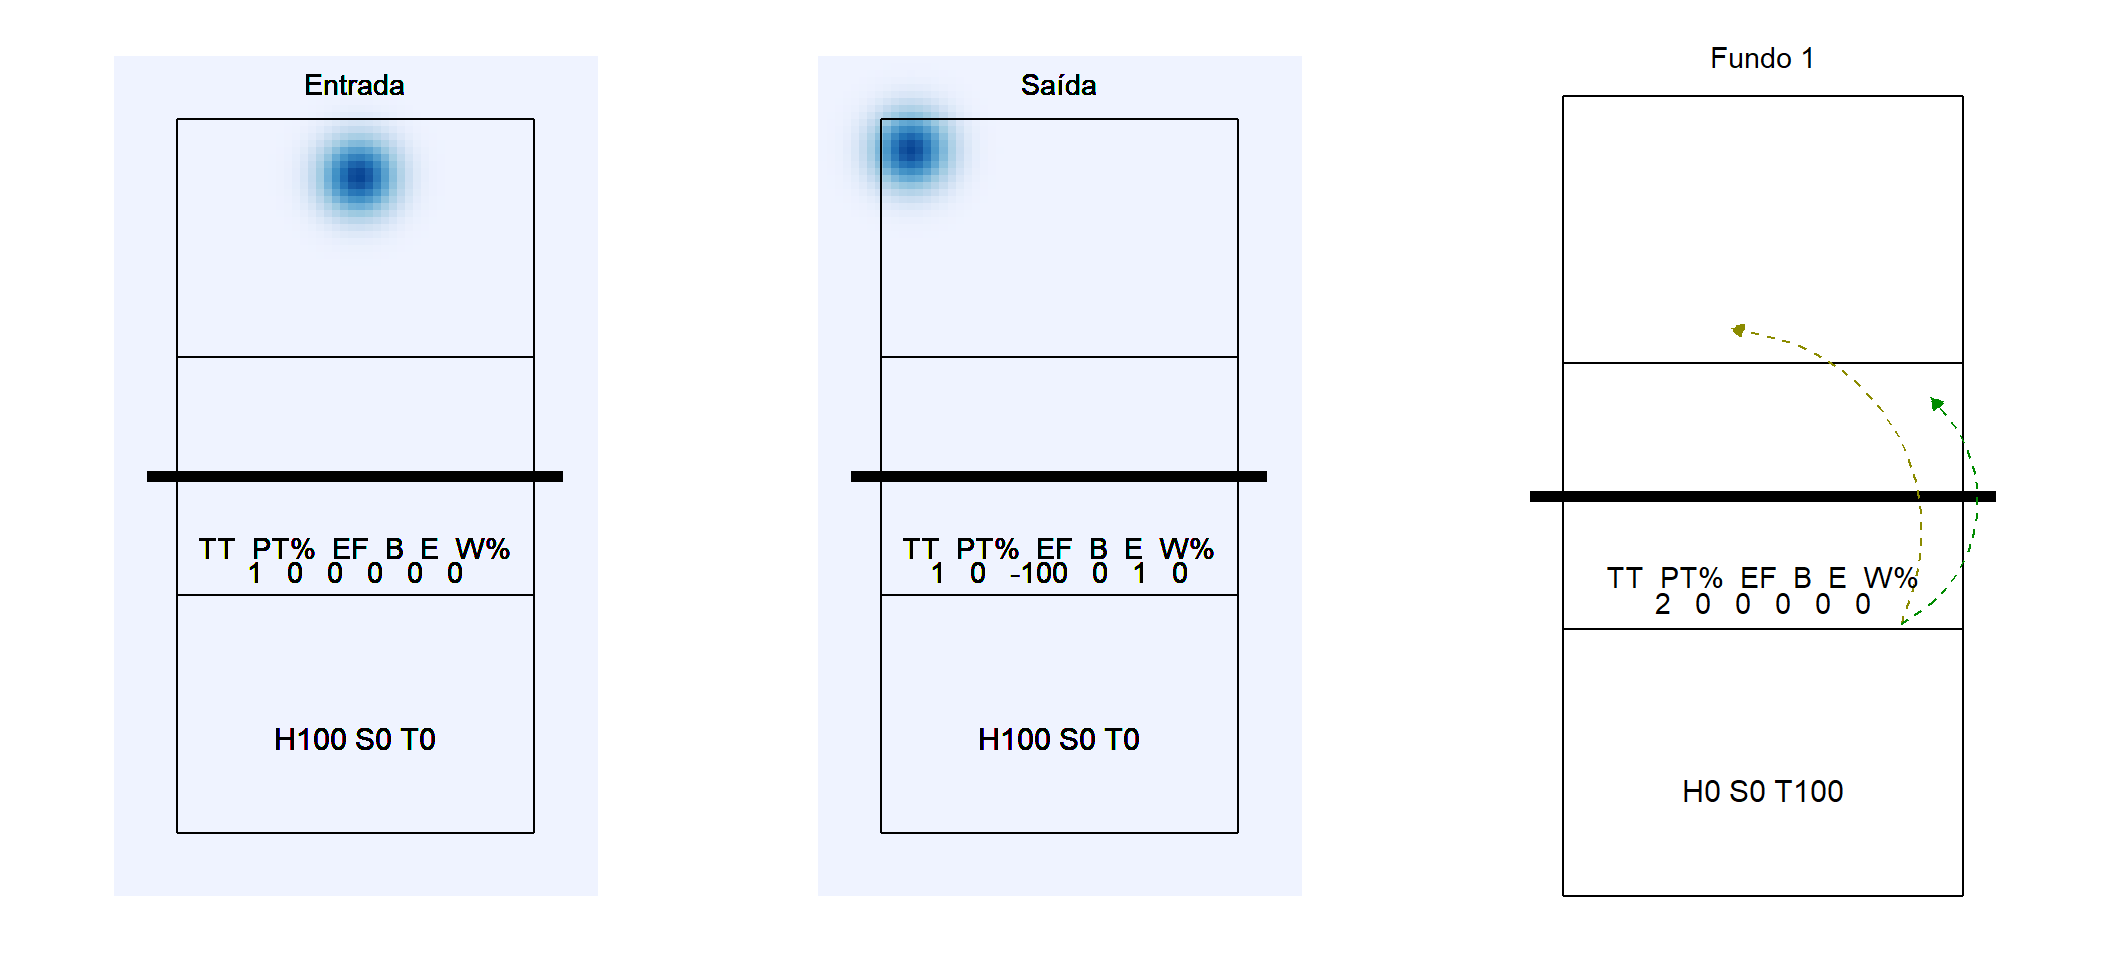 Entrada
TT PT% EF B E W%
1 0 0 0 0 0
H100 S0 T0
Saída
TT PT% EF B E W%
1 0 -100 0 1 0
H100 S0 T0
Fundo 1
TT PT% EF B E W%
2 0 0 0 0 0
H0 S0 T100